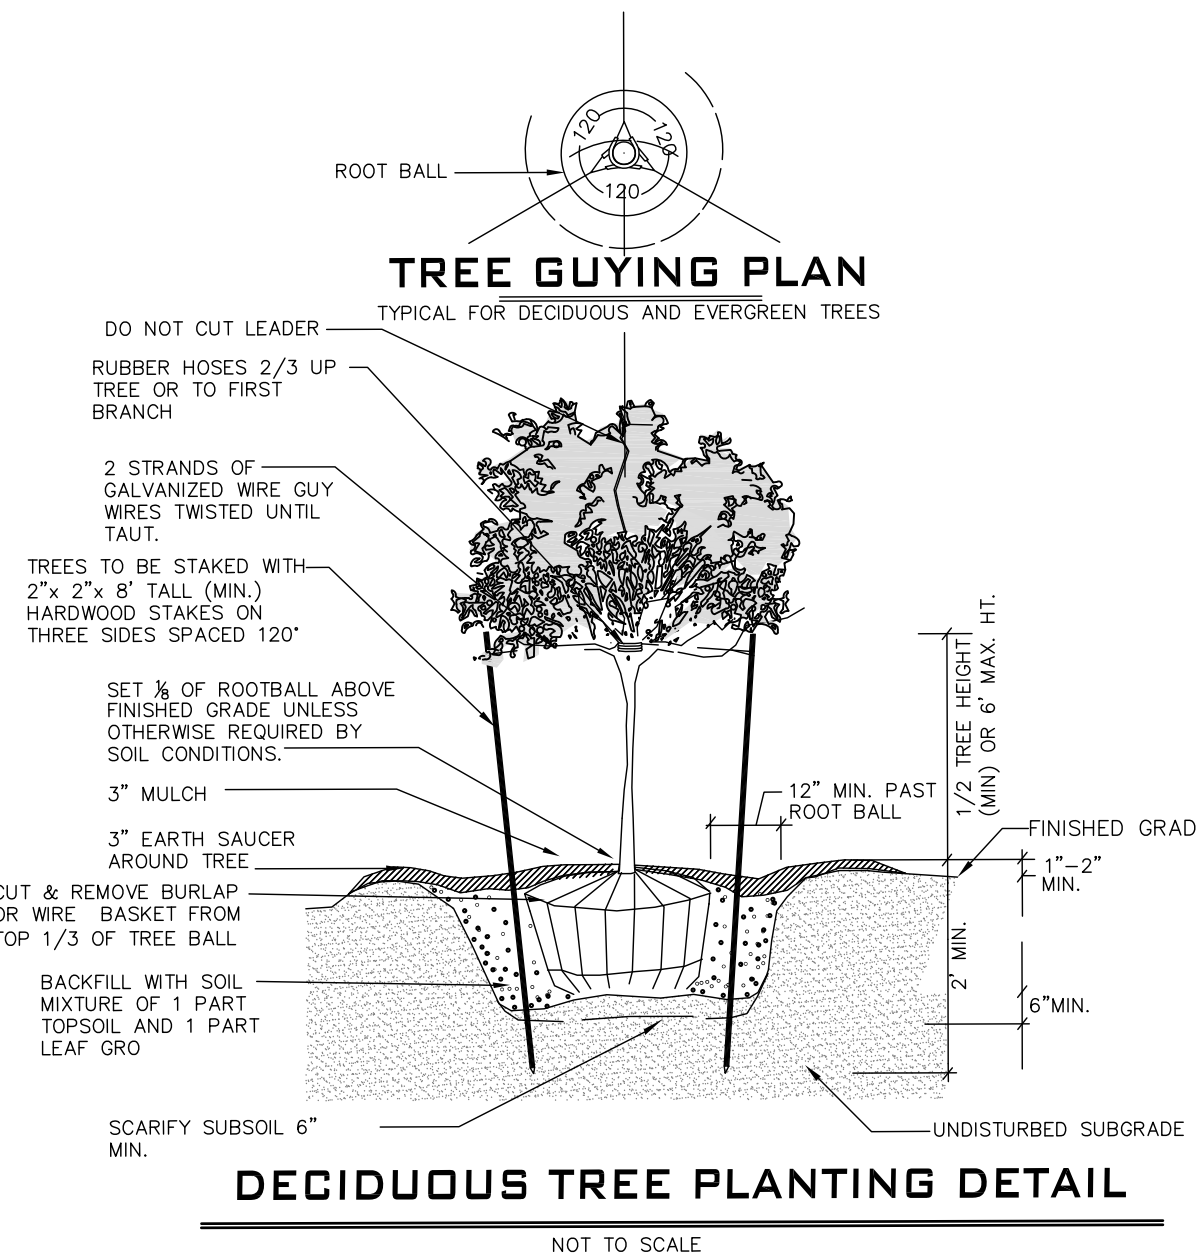 120
120
120
ROOT BALL
TREE GUYING PLAN
TYPICAL FOR DECIDUOUS AND EVERGREEN TREES
DO NOT CUT LEADER
RUBBER HOSES 2/3 UP
TREE OR TO FIRST
BRANCH
2 STRANDS OF
GALVANIZED WIRE GUY
WIRES TWISTED UNTIL
TAUT.
TREES TO BE STAKED WITH
2"x 2"x 8' TALL (MIN.)
HARDWOOD STAKES ON
THREE SIDES SPACED 120°
SET ⅛ OF ROOTBALL ABOVE
FINISHED GRADE UNLESS
OTHERWISE REQUIRED BY
SOIL CONDITIONS.
3" MULCH
3" EARTH SAUCER
AROUND TREE
CUT & REMOVE BURLAP
OR WIRE BASKET FROM
TOP 1/3 OF TREE BALL
BACKFILL WITH SOIL
MIXTURE OF 1 PART
TOPSOIL AND 1 PART
LEAF GRO
SCARIFY SUBSOIL 6"
MIN.
12" MIN. PAST
ROOT BALL
1/2 TREE HEIGHT
(MIN) OR 6' MAX. HT.
FINISHED GRAD
1"-2"
MIN.
2' MIN.
6"MIN.
UNDISTURBED SUBGRADE
DECIDUOUS TREE PLANTING DETAIL
NOT TO SCALE